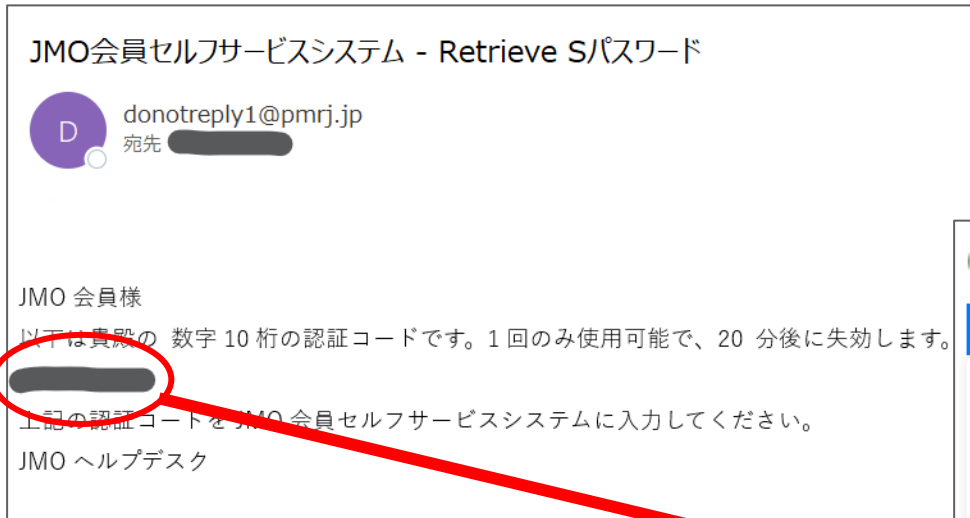 JMO会員セルフサービスシステム - Retrieve Sパスワード
D
donotreply1@pmrj.jp
宛先
JMO 会員様
以下は貴殿の 数字 10 桁の認証コードです。1 回のみ使用可能で、20 分後に失効します。
上記の認証コードを JMO 会員セルフサービスシステムに入力してください。
JMO ヘルプデスク